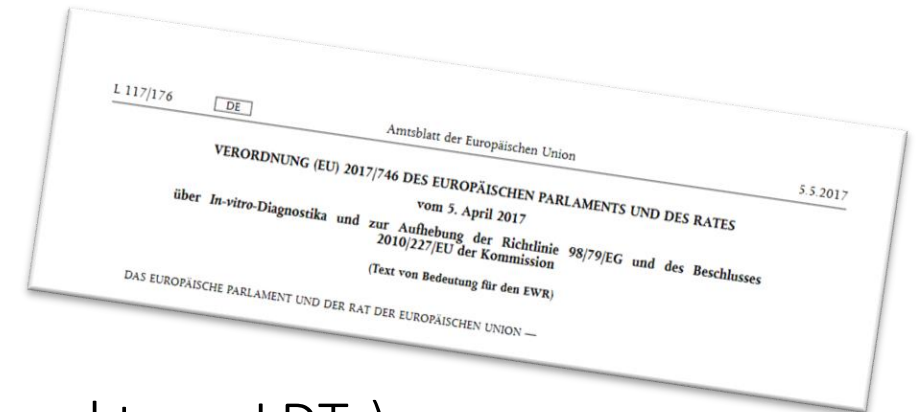 L 117/176
DE
Amtsblatt der Europäischen Union
5.5.2017
VERORDNUNG (EU) 2017/746 DES EUROPÄISCHEN PARLAMENTS UND DES RATES
vom 5. April 2017
über In-vitro-Diagnostika und zur Aufhebung der Richtlinie 98/79/EG und des Beschlusses
2010/227/EU der Kommission
(Text von Bedeutung für den EWR)
DAS EUROPÄISCHE PARLAMENT UND DER RAT DER EUROPÄISCHEN UNION —